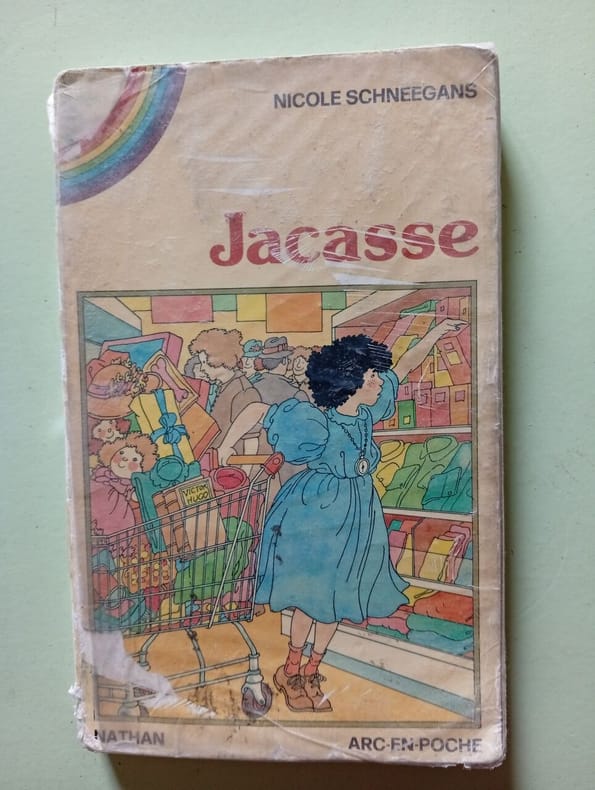 NICOLE SCHNEEGANS
Jacasse
VICTOR
HUGO
NATHAN
ARC-EN-POCHE